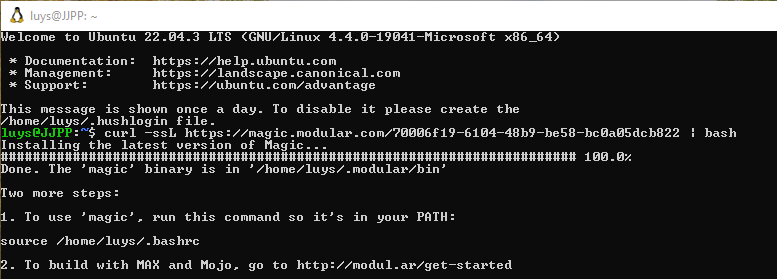 luys@JJPP: ~
Welcome to Ubuntu 22.04.3 LTS (GNU/Linux 4.4.0-19041-Microsoft x86_64)
* Documentation:  https://help.ubuntu.com
* Management:     https://landscape.canonical.com
* Support:        https://ubuntu.com/advantage
This message is shown once a day. To disable it please create the
/home/luys/.hushlogin file.
luys@JJPP:~$ curl -ssL https://magic.modular.com/70006f19-6104-48b9-be58-bc0a05dcb822 | bash
Installing the latest version of Magic...
######################################################################## 100.0%
Done. The 'magic' binary is in '/home/luys/.modular/bin'
Two more steps:
1. To use 'magic', run this command so it's in your PATH:
source /home/luys/.bashrc
2. To build with MAX and Mojo, go to http://modul.ar/get-started